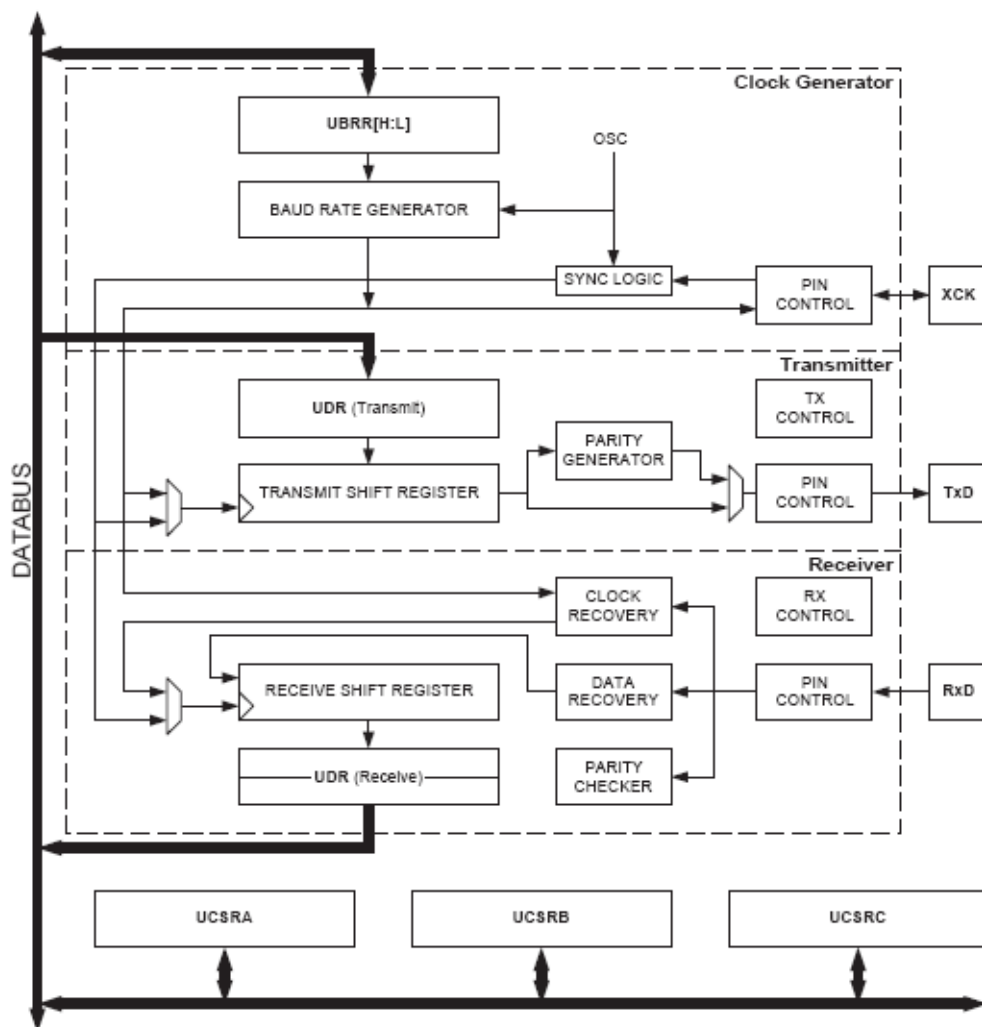 Clock Generator
UBRR[H:L]
OSC
BAUD RATE GENERATOR
SYNC LOGIC
PIN
CONTROL
XCK
Transmitter
UDR (Transmit)
TX
CONTROL
PARITY
GENERATOR
TRANSMIT SHIFT REGISTER
PIN
CONTROL
TxD
DATABUS
Receiver
CLOCK
RECOVERY
RX
CONTROL
RECEIVE SHIFT REGISTER
DATA
RECOVERY
PIN
CONTROL
RxD
UDR (Receive)
PARITY
CHECKER
UCSRA
UCSRB
UCSRC